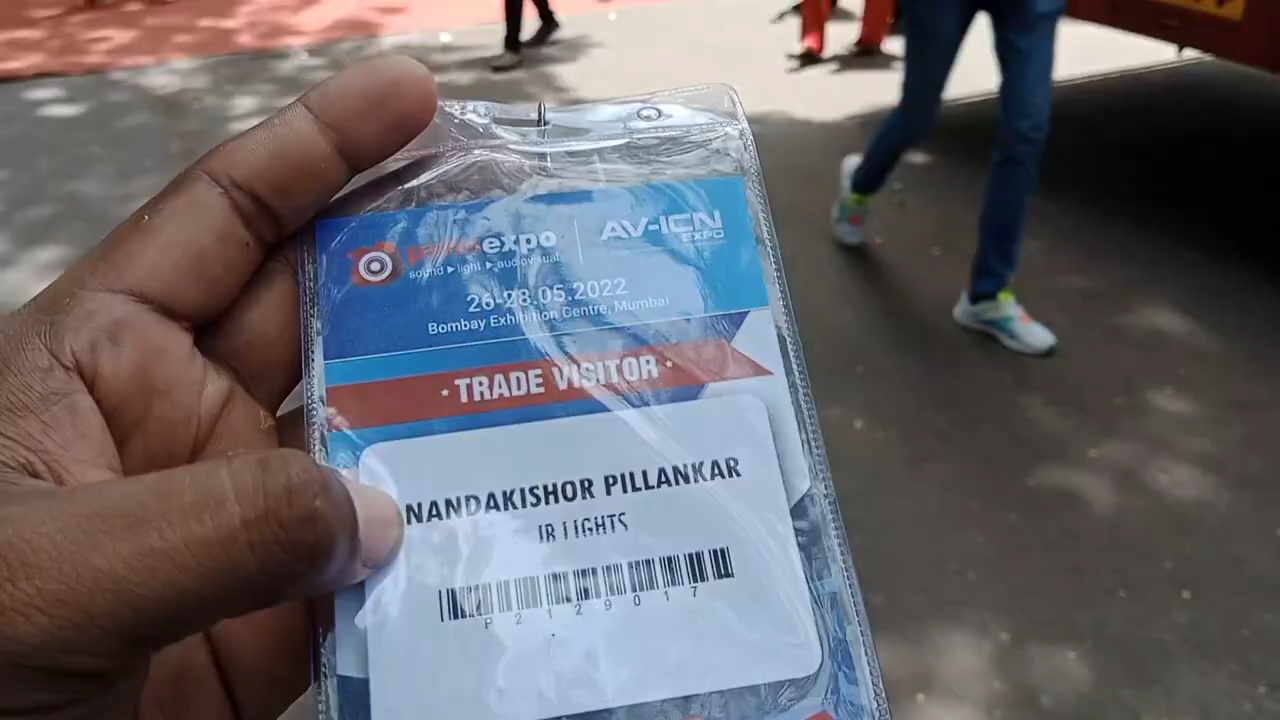 expo
sound ▶ light ▶ audiovisual
AV-ICN
EXPO
26-28.05.2022
Bombay Exhibition Centre, Mumbai
TRADE VISITOR
NANDAKISHOR PILLANKAR
LIGHTS
P2129017